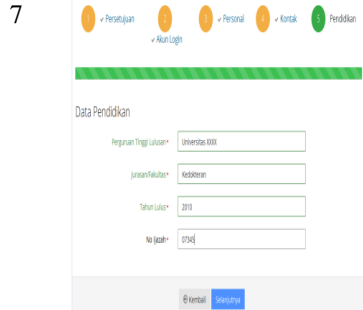 7
1 ✓ Persetujuan 2 3 ✓ Personal 4 ✓ Kontak 5 Pendidikan
✓ Akun Login
Data Pendidikan
Perguruan Tinggi Lulusan* Universitas XXXX
Jurusan/Fakultas* Kedokteran
Tahun Lulus* 2010
No Ijazah* 07345
Kembali Selanjutnya